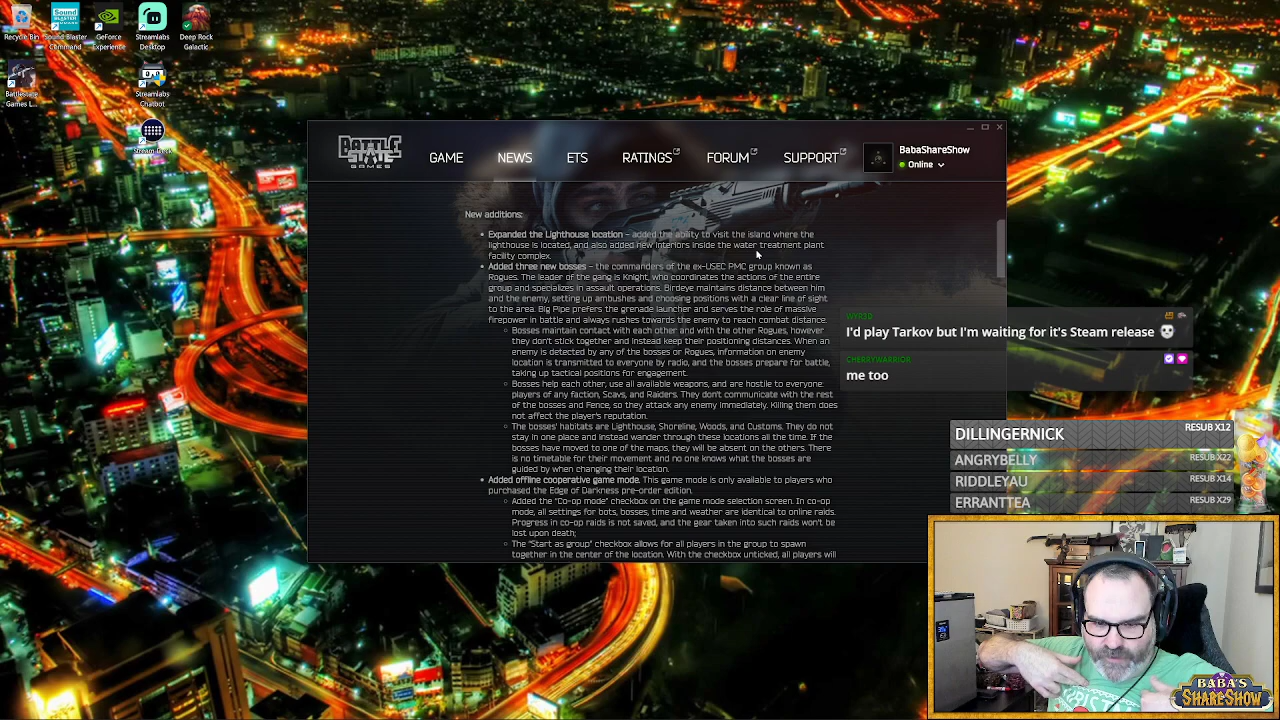 Recycle Bin
Sound Blaster Command
GeForce Experience
Streamlabs Desktop
Deep Rock Galactic
Battlestate Games L...
Streamlabs Chatbot
Stream Deck
BATTLE STATE GAMES
GAME
NEWS
ETS
RATINGS
FORUM
SUPPORT
BabaShareShow
Online
New additions:
Expanded the Lighthouse location – added the ability to visit the island where the
lighthouse is located, and also added new interiors inside the water treatment plant
facility complex.
Added three new bosses – the commanders of the ex-USEC PMC group known as
Rogues. The leader of the gang is Knight, who coordinates the actions of the entire
group and specializes in assault operations. Birdeye maintains distance between him
and the enemy, setting up ambushes and choosing positions with a clear line of sight
to the area. Big Pipe prefers the grenade launcher and serves the role of massive
firepower in battle and always rushes towards the enemy to reach combat distance.
Bosses maintain contact with each other and with the other Rogues, however
they don't stick together and instead keep their positioning distances. When an
enemy is detected by any of the bosses or Rogues, information on enemy
location is transmitted to everyone by radio, and the bosses prepare for battle,
taking up tactical positions for engagement.
Bosses help each other, use all available weapons, and are hostile to everyone:
players of any faction, Scavs, and Raiders. They don't communicate with the rest
of the bosses and Fence, so they attack any enemy immediately. Killing them does
not affect the player's reputation.
The bosses' habitats are Lighthouse, Shoreline, Woods, and Customs. They do not
stay in one place and instead wander through these locations all the time. If the
bosses have moved to one of the maps, they will be absent on the others. There
is no timetable for their movement and no one knows what the bosses are
guided by when changing their location.
Added offline cooperative game mode. This game mode is only available to players who
purchased the Edge of Darkness pre-order edition.
Added the "Co-op mode" checkbox on the game mode selection screen. In co-op
mode, all settings for bots, bosses, time and weather are identical to online raids.
Progress in co-op raids is not saved, and the gear taken into such raids won't be
lost upon death;
The "Start as group" checkbox allows for all players in the group to spawn
together in the center of the location. With the checkbox unticked, all players will
I'd play Tarkov but I'm waiting for it's Steam release
CHERRYWARRIOR
me too
DILLINGERNICK RESUB X12
ANGRYBELLY RESUB X22
RIDDLEYAU RESUB X14
ERRANTTEA RESUB X29
BABA'S
SHARESHOW